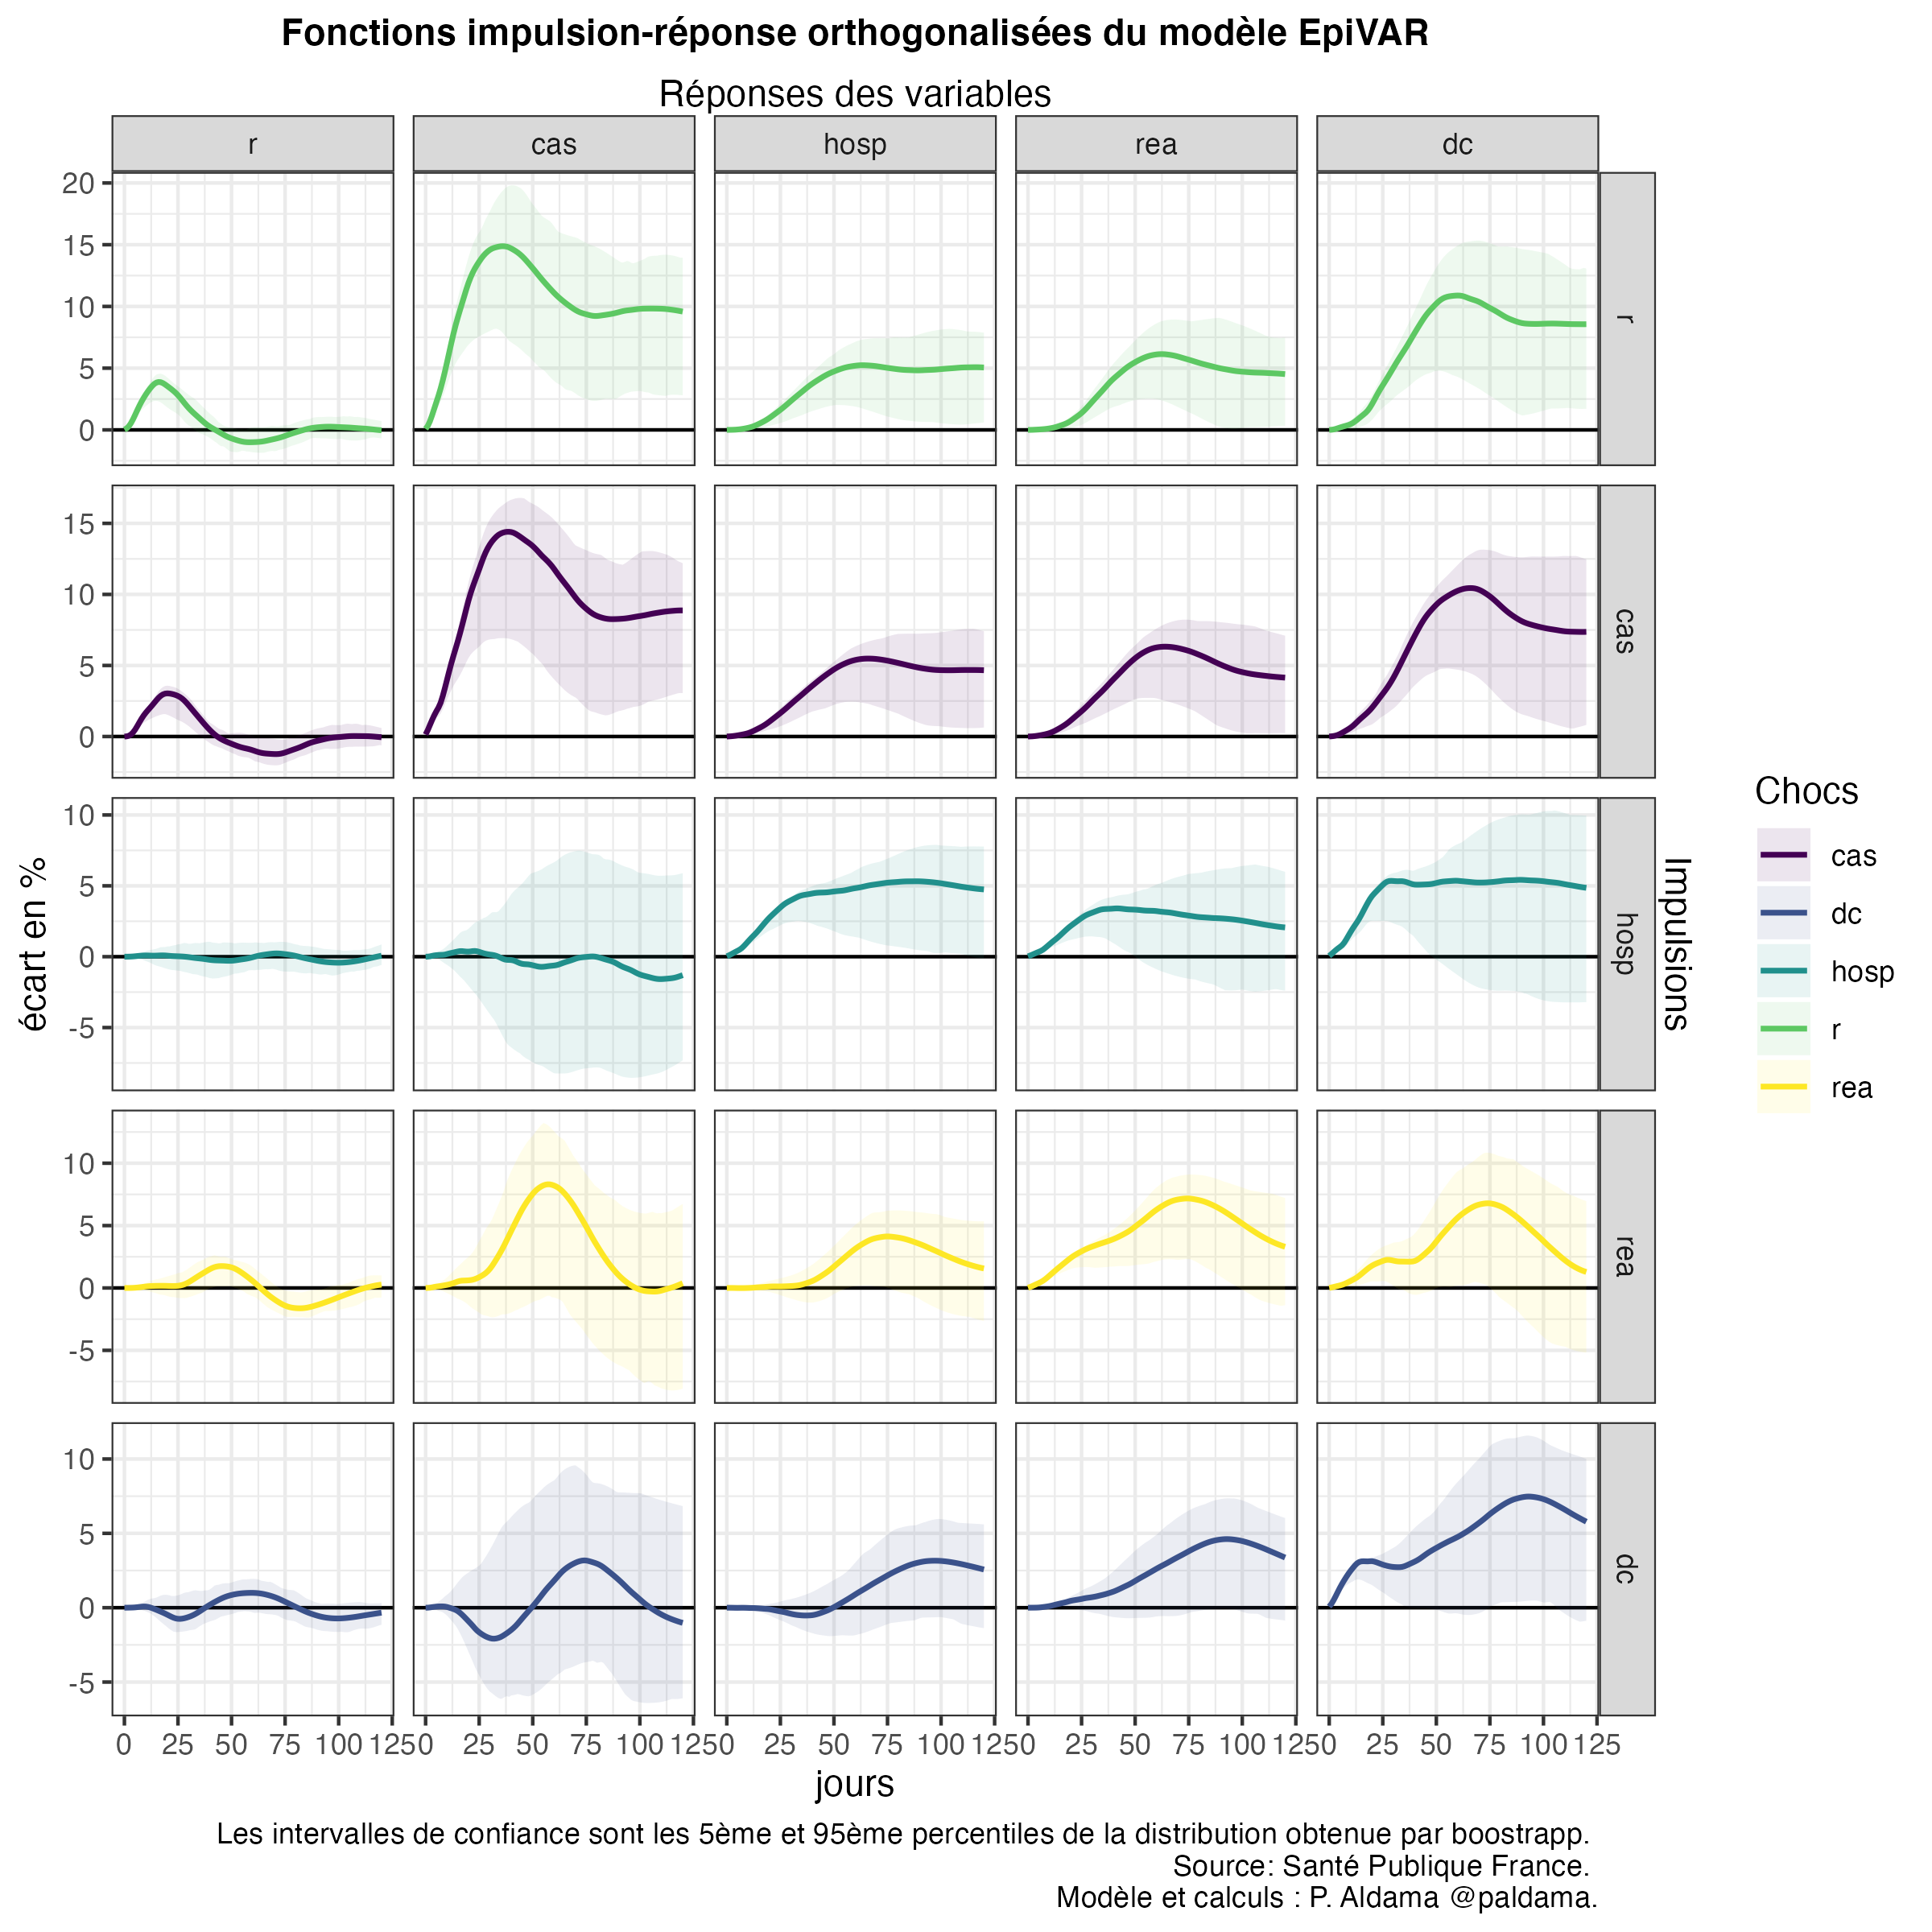 Fonctions impulsion-réponse orthogonalisées du modèle EpiVAR
Réponses des variables
r cas hosp rea dc
20
15
10
5
0
r
15
10
5
0
cas
10
5
0
-5
hosp
10
5
0
-5
rea
10
5
0
-5
dc
écart en %
Impulsions
0 25 50 75 100 125 0 25 50 75 100 125 0 25 50 75 100 125 0 25 50 75 100 125 0 25 50 75 100 125
jours
Chocs
cas
dc
hosp
r
rea
Les intervalles de confiance sont les 5ème et 95ème percentiles de la distribution obtenue par boostrapp.
Source: Santé Publique France.
Modèle et calculs : P. Aldama @paldama.